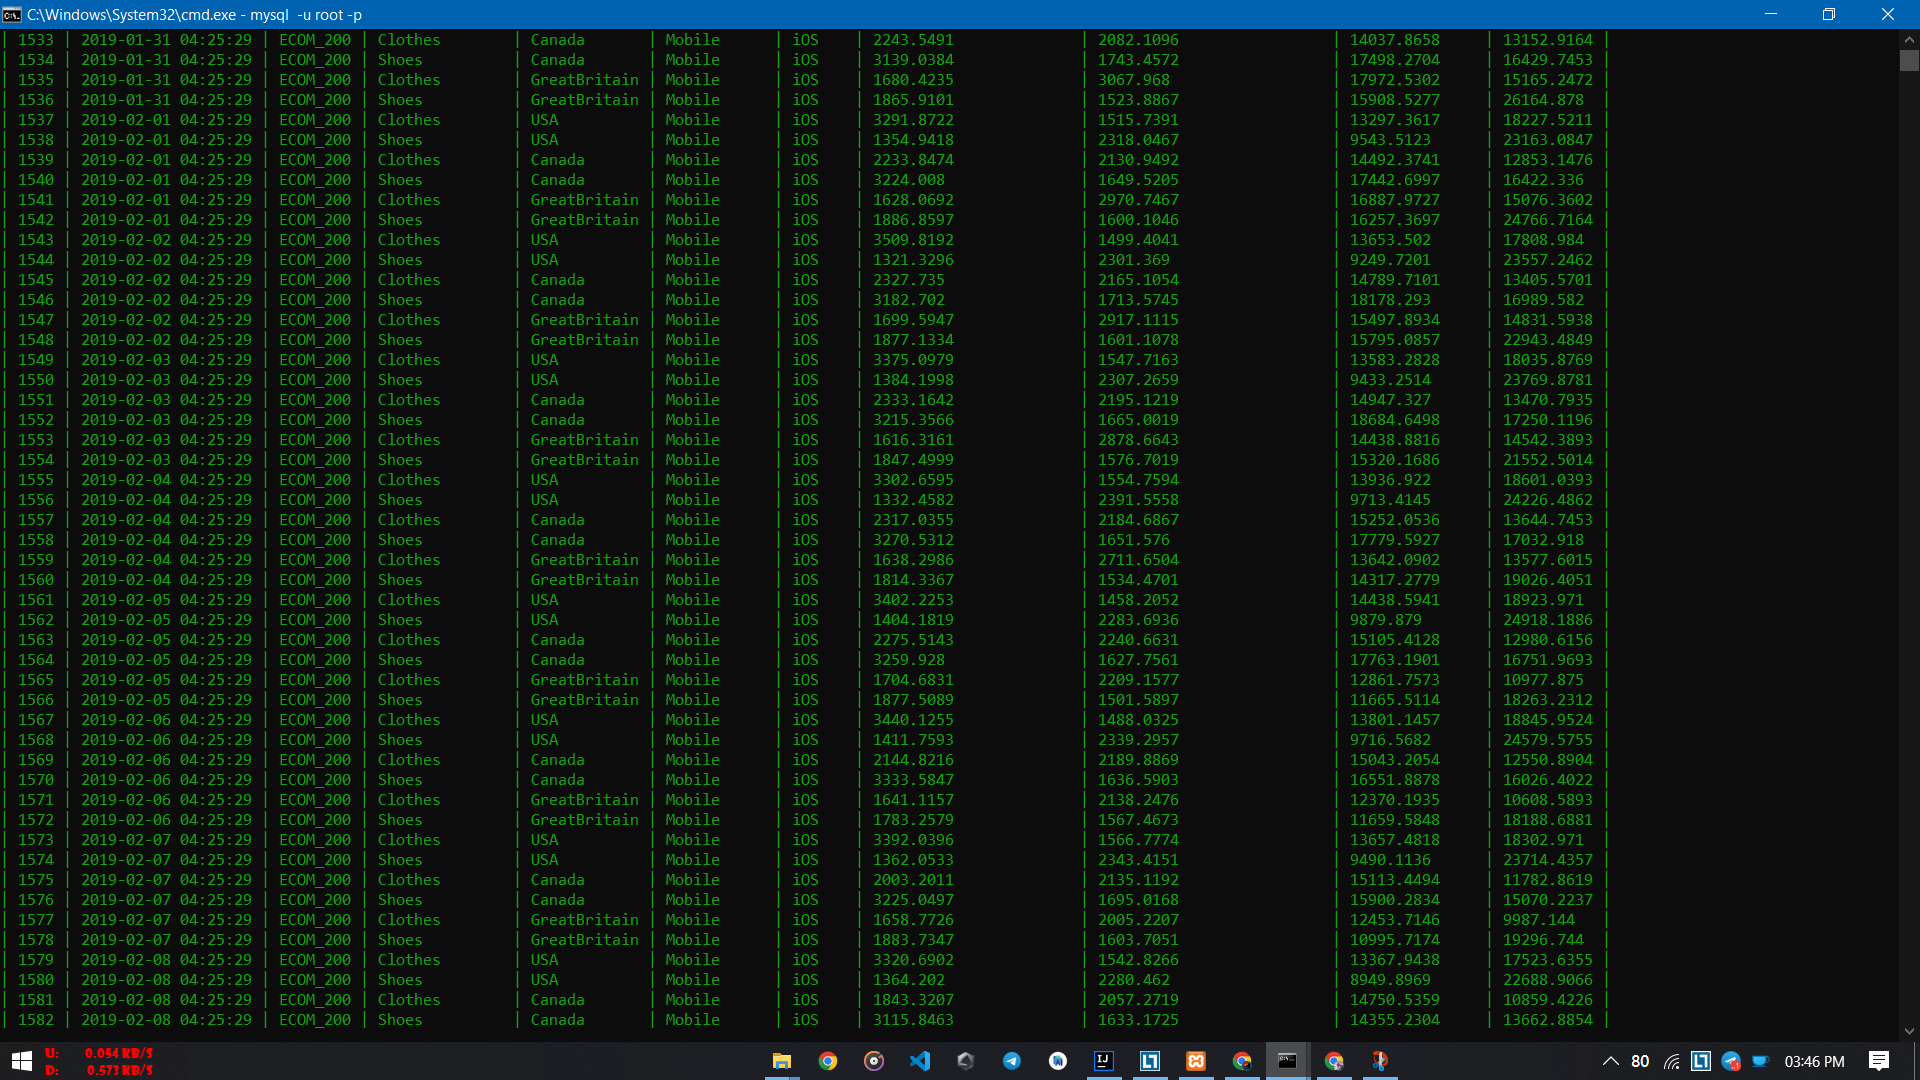 C:\Windows\System32\cmd.exe - mysql  -u root -p
| 1533 | 2019-01-31 04:25:29 | ECOM_200 | Clothes | Canada | Mobile | iOS | 2243.5491 | 2082.1096 | 14037.8658 | 13152.9164 |
| 1534 | 2019-01-31 04:25:29 | ECOM_200 | Shoes | Canada | Mobile | iOS | 3139.0384 | 1743.4572 | 17498.2704 | 16429.7453 |
| 1535 | 2019-01-31 04:25:29 | ECOM_200 | Clothes | GreatBritain | Mobile | iOS | 1680.4235 | 3067.968 | 17972.5302 | 15165.2472 |
| 1536 | 2019-01-31 04:25:29 | ECOM_200 | Shoes | GreatBritain | Mobile | iOS | 1865.9101 | 1523.8867 | 15908.5277 | 26164.878 |
| 1537 | 2019-02-01 04:25:29 | ECOM_200 | Clothes | USA | Mobile | iOS | 3291.8722 | 1515.7391 | 13297.3617 | 18227.5211 |
| 1538 | 2019-02-01 04:25:29 | ECOM_200 | Shoes | USA | Mobile | iOS | 1354.9418 | 2318.0467 | 9543.5123 | 23163.0847 |
| 1539 | 2019-02-01 04:25:29 | ECOM_200 | Clothes | Canada | Mobile | iOS | 2233.8474 | 2130.9492 | 14492.3741 | 12853.1476 |
| 1540 | 2019-02-01 04:25:29 | ECOM_200 | Shoes | Canada | Mobile | iOS | 3224.008 | 1649.5205 | 17442.6997 | 16422.336 |
| 1541 | 2019-02-01 04:25:29 | ECOM_200 | Clothes | GreatBritain | Mobile | iOS | 1628.0692 | 2970.7467 | 16887.9727 | 15076.3602 |
| 1542 | 2019-02-01 04:25:29 | ECOM_200 | Shoes | GreatBritain | Mobile | iOS | 1886.8597 | 1600.1046 | 16257.3697 | 24766.7164 |
| 1543 | 2019-02-02 04:25:29 | ECOM_200 | Clothes | USA | Mobile | iOS | 3509.8192 | 1499.4041 | 13653.502 | 17808.984 |
| 1544 | 2019-02-02 04:25:29 | ECOM_200 | Shoes | USA | Mobile | iOS | 1321.3296 | 2301.369 | 9249.7201 | 23557.2462 |
| 1545 | 2019-02-02 04:25:29 | ECOM_200 | Clothes | Canada | Mobile | iOS | 2327.735 | 2165.1054 | 14789.7101 | 13405.5701 |
| 1546 | 2019-02-02 04:25:29 | ECOM_200 | Shoes | Canada | Mobile | iOS | 3182.702 | 1713.5745 | 18178.293 | 16989.582 |
| 1547 | 2019-02-02 04:25:29 | ECOM_200 | Clothes | GreatBritain | Mobile | iOS | 1699.5947 | 2917.1115 | 15497.8934 | 14831.5938 |
| 1548 | 2019-02-02 04:25:29 | ECOM_200 | Shoes | GreatBritain | Mobile | iOS | 1877.1334 | 1601.1078 | 15795.0857 | 22943.4849 |
| 1549 | 2019-02-03 04:25:29 | ECOM_200 | Clothes | USA | Mobile | iOS | 3375.0979 | 1547.7163 | 13583.2828 | 18035.8769 |
| 1550 | 2019-02-03 04:25:29 | ECOM_200 | Shoes | USA | Mobile | iOS | 1384.1998 | 2307.2659 | 9433.2514 | 23769.8781 |
| 1551 | 2019-02-03 04:25:29 | ECOM_200 | Clothes | Canada | Mobile | iOS | 2333.1642 | 2195.1219 | 14947.327 | 13470.7935 |
| 1552 | 2019-02-03 04:25:29 | ECOM_200 | Shoes | Canada | Mobile | iOS | 3215.3566 | 1665.0019 | 18684.6498 | 17250.1196 |
| 1553 | 2019-02-03 04:25:29 | ECOM_200 | Clothes | GreatBritain | Mobile | iOS | 1616.3161 | 2878.6643 | 14438.8816 | 14542.3893 |
| 1554 | 2019-02-03 04:25:29 | ECOM_200 | Shoes | GreatBritain | Mobile | iOS | 1847.4999 | 1576.7019 | 15320.1686 | 21552.5014 |
| 1555 | 2019-02-04 04:25:29 | ECOM_200 | Clothes | USA | Mobile | iOS | 3302.6595 | 1554.7594 | 13936.922 | 18601.0393 |
| 1556 | 2019-02-04 04:25:29 | ECOM_200 | Shoes | USA | Mobile | iOS | 1332.4582 | 2391.5558 | 9713.4145 | 24226.4862 |
| 1557 | 2019-02-04 04:25:29 | ECOM_200 | Clothes | Canada | Mobile | iOS | 2317.0355 | 2184.6867 | 15252.0536 | 13644.7453 |
| 1558 | 2019-02-04 04:25:29 | ECOM_200 | Shoes | Canada | Mobile | iOS | 3270.5312 | 1651.576 | 17779.5927 | 17032.918 |
| 1559 | 2019-02-04 04:25:29 | ECOM_200 | Clothes | GreatBritain | Mobile | iOS | 1638.2986 | 2711.6504 | 13642.0902 | 13577.6015 |
| 1560 | 2019-02-04 04:25:29 | ECOM_200 | Shoes | GreatBritain | Mobile | iOS | 1814.3367 | 1534.4701 | 14317.2779 | 19026.4051 |
| 1561 | 2019-02-05 04:25:29 | ECOM_200 | Clothes | USA | Mobile | iOS | 3402.2253 | 1458.2052 | 14438.5941 | 18923.971 |
| 1562 | 2019-02-05 04:25:29 | ECOM_200 | Shoes | USA | Mobile | iOS | 1404.1819 | 2283.6936 | 9879.879 | 24918.1886 |
| 1563 | 2019-02-05 04:25:29 | ECOM_200 | Clothes | Canada | Mobile | iOS | 2275.5143 | 2240.6631 | 15105.4128 | 12980.6156 |
| 1564 | 2019-02-05 04:25:29 | ECOM_200 | Shoes | Canada | Mobile | iOS | 3259.928 | 1627.7561 | 17763.1901 | 16751.9693 |
| 1565 | 2019-02-05 04:25:29 | ECOM_200 | Clothes | GreatBritain | Mobile | iOS | 1704.6831 | 2209.1577 | 12861.7573 | 10977.875 |
| 1566 | 2019-02-05 04:25:29 | ECOM_200 | Shoes | GreatBritain | Mobile | iOS | 1877.5089 | 1501.5897 | 11665.5114 | 18263.2312 |
| 1567 | 2019-02-06 04:25:29 | ECOM_200 | Clothes | USA | Mobile | iOS | 3440.1255 | 1488.0325 | 13801.1457 | 18845.9524 |
| 1568 | 2019-02-06 04:25:29 | ECOM_200 | Shoes | USA | Mobile | iOS | 1411.7593 | 2339.2957 | 9716.5682 | 24579.5755 |
| 1569 | 2019-02-06 04:25:29 | ECOM_200 | Clothes | Canada | Mobile | iOS | 2144.8216 | 2189.8869 | 15043.2054 | 12550.8904 |
| 1570 | 2019-02-06 04:25:29 | ECOM_200 | Shoes | Canada | Mobile | iOS | 3333.5847 | 1636.5903 | 16551.8878 | 16026.4022 |
| 1571 | 2019-02-06 04:25:29 | ECOM_200 | Clothes | GreatBritain | Mobile | iOS | 1641.1157 | 2138.2476 | 12370.1935 | 10608.5893 |
| 1572 | 2019-02-06 04:25:29 | ECOM_200 | Shoes | GreatBritain | Mobile | iOS | 1783.2579 | 1567.4673 | 11659.5848 | 18188.6881 |
| 1573 | 2019-02-07 04:25:29 | ECOM_200 | Clothes | USA | Mobile | iOS | 3392.0396 | 1566.7774 | 13657.4818 | 18302.971 |
| 1574 | 2019-02-07 04:25:29 | ECOM_200 | Shoes | USA | Mobile | iOS | 1362.0533 | 2343.4151 | 9490.1136 | 23714.4357 |
| 1575 | 2019-02-07 04:25:29 | ECOM_200 | Clothes | Canada | Mobile | iOS | 2003.2011 | 2135.1192 | 15113.4494 | 11782.8619 |
| 1576 | 2019-02-07 04:25:29 | ECOM_200 | Shoes | Canada | Mobile | iOS | 3225.0497 | 1695.0168 | 15900.2834 | 15070.2237 |
| 1577 | 2019-02-07 04:25:29 | ECOM_200 | Clothes | GreatBritain | Mobile | iOS | 1658.7726 | 2005.2207 | 12453.7146 | 9987.144 |
| 1578 | 2019-02-07 04:25:29 | ECOM_200 | Shoes | GreatBritain | Mobile | iOS | 1883.7347 | 1603.7051 | 10995.7174 | 19296.744 |
| 1579 | 2019-02-08 04:25:29 | ECOM_200 | Clothes | USA | Mobile | iOS | 3320.6902 | 1542.8266 | 13367.9438 | 17523.6355 |
| 1580 | 2019-02-08 04:25:29 | ECOM_200 | Shoes | USA | Mobile | iOS | 1364.202 | 2280.462 | 8949.8969 | 22688.9066 |
| 1581 | 2019-02-08 04:25:29 | ECOM_200 | Clothes | Canada | Mobile | iOS | 1843.3207 | 2057.2719 | 14750.5359 | 10859.4226 |
| 1582 | 2019-02-08 04:25:29 | ECOM_200 | Shoes | Canada | Mobile | iOS | 3115.8463 | 1633.1725 | 14355.2304 | 13662.8854 |
U: 0.054 KB/S
D: 0.573 KB/S
80 03:46 PM